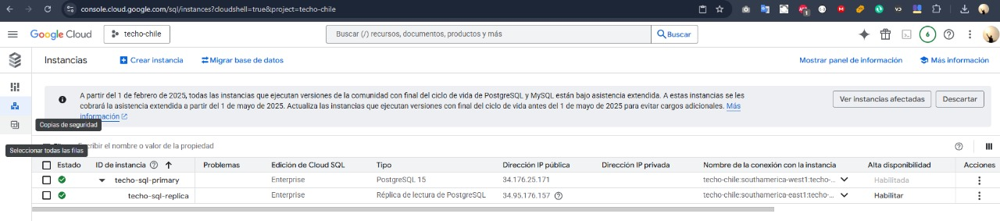 console.cloud.google.com/sql/instances?cloudshell=true&project=techo-chile
1
Google Cloud
techo-chile
Buscar (/) recursos, documentos, productos y más
Buscar
6
Instancias
Crear instancia
Migrar base de datos
Mostrar panel de información
Más información
A partir del 1 de febrero de 2025, todas las instancias que ejecutan versiones de la comunidad con final del ciclo de vida de PostgreSQL y MySQL están bajo asistencia extendida. A estas instancias se les
cobrará la asistencia extendida a partir del 1 de mayo de 2025. Actualiza las instancias que ejecutan versiones con final del ciclo de vida antes del 1 de mayo de 2025 para evitar cargos adicionales. Más
información
Ver instancias afectadas
Descartar
Copias de seguridad
Seleccionar todas las filas
cribir el nombre o valor de la propiedad
Estado ID de instancia Problemas Edición de Cloud SQL Tipo Dirección IP pública Dirección IP privada Nombre de la conexión con la instancia Alta disponibilidad Acciones
techo-sql-primary Enterprise PostgreSQL 15 34.176.25.171 techo-chile:southamerica-west1:techo-... Habilitada
techo-sql-replica Enterprise Réplica de lectura de PostgreSQL 34.95.176.157 techo-chile:southamerica-east1:techo-... Habilitar